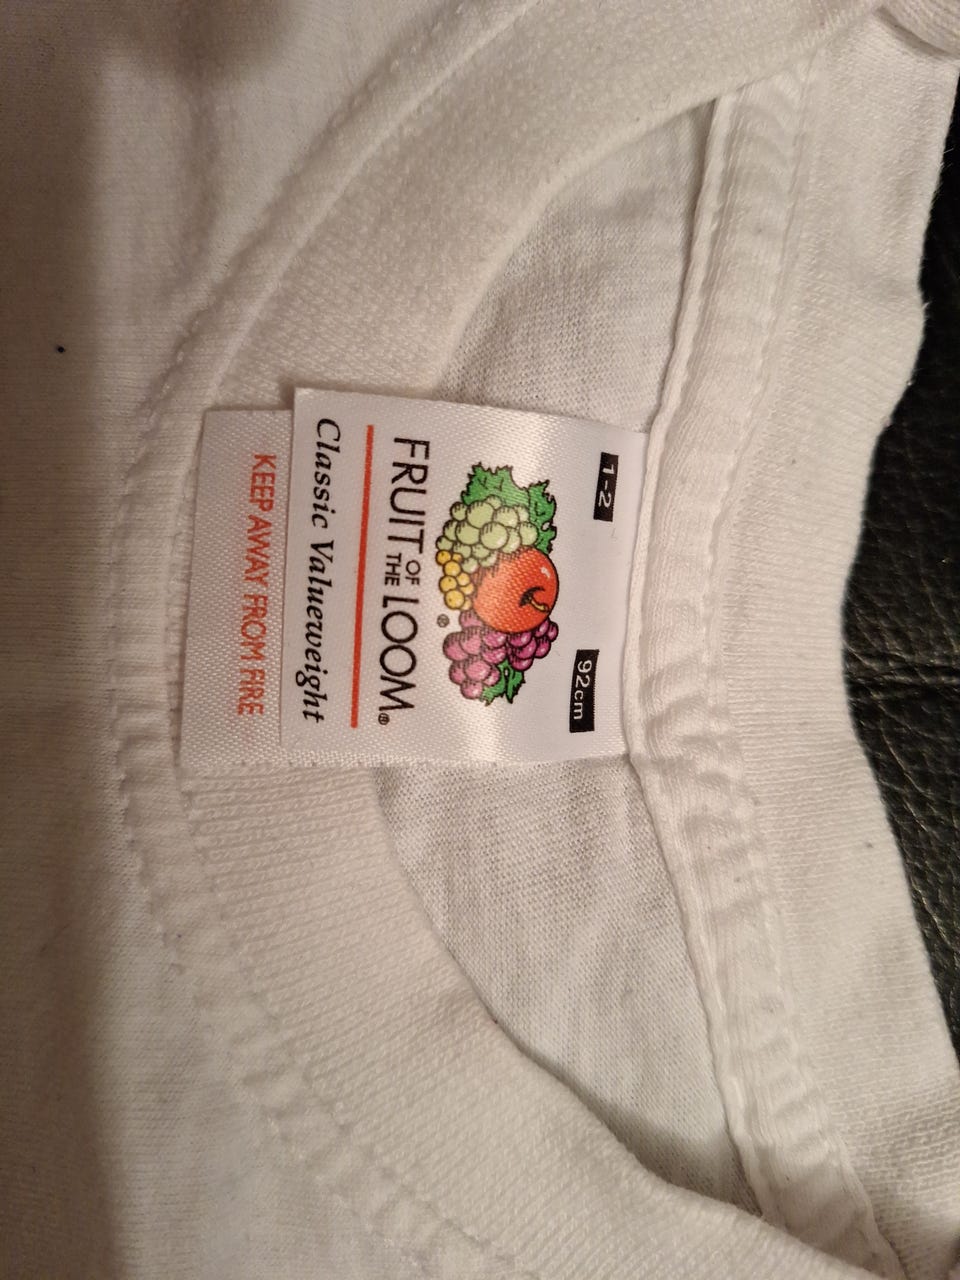 1-2 92cm
®
FRUIT OF THE LOOM®
Classic Valueweight
KEEP AWAY FROM FIRE